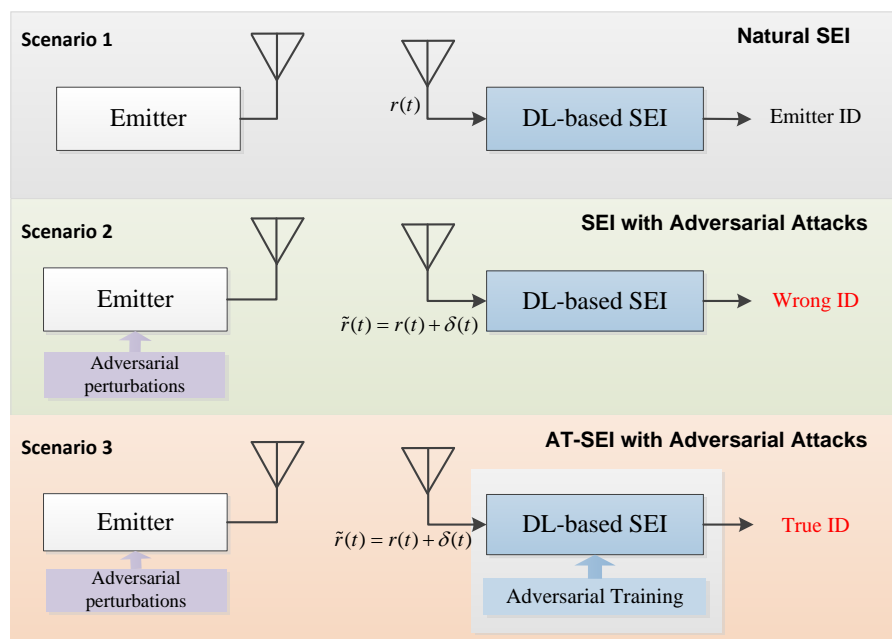 Scenario 1
Natural SEI
Emitter
r(t)
DL-based SEI
Emitter ID
Scenario 2
SEI with Adversarial Attacks
Emitter
DL-based SEI
Wrong ID
r̃(t) = r(t) + δ(t)
Adversarial
perturbations
Scenario 3
AT-SEI with Adversarial Attacks
Emitter
DL-based SEI
True ID
r̃(t) = r(t) + δ(t)
Adversarial
perturbations
Adversarial Training